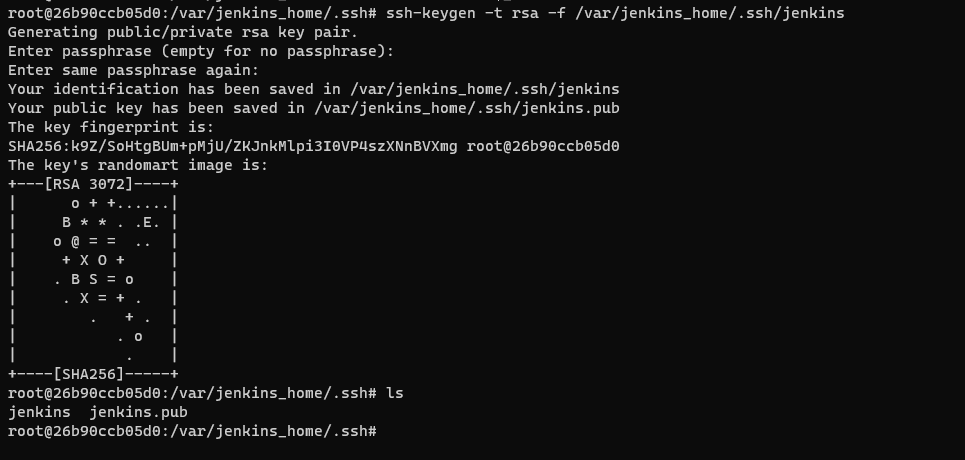 root@26b90ccb05d0:/var/jenkins_home/.ssh# ssh-keygen -t rsa -f /var/jenkins_home/.ssh/jenkins
Generating public/private rsa key pair.
Enter passphrase (empty for no passphrase):
Enter same passphrase again:
Your identification has been saved in /var/jenkins_home/.ssh/jenkins
Your public key has been saved in /var/jenkins_home/.ssh/jenkins.pub
The key fingerprint is:
SHA256:k9Z/SoHtgBUm+pMjU/ZKJnkMlpi3I0VP4szXNnBVXmg root@26b90ccb05d0
The key's randomart image is:
+---[RSA 3072]----+
|      o + +......|
|     B * * . .E. |
|    o @ = =  ..  |
|     + X O +     |
|    . B S = o    |
|     . X = + .   |
|        .   + .  |
|           . o   |
|            .    |
+----[SHA256]-----+
root@26b90ccb05d0:/var/jenkins_home/.ssh# ls
jenkins  jenkins.pub
root@26b90ccb05d0:/var/jenkins_home/.ssh#